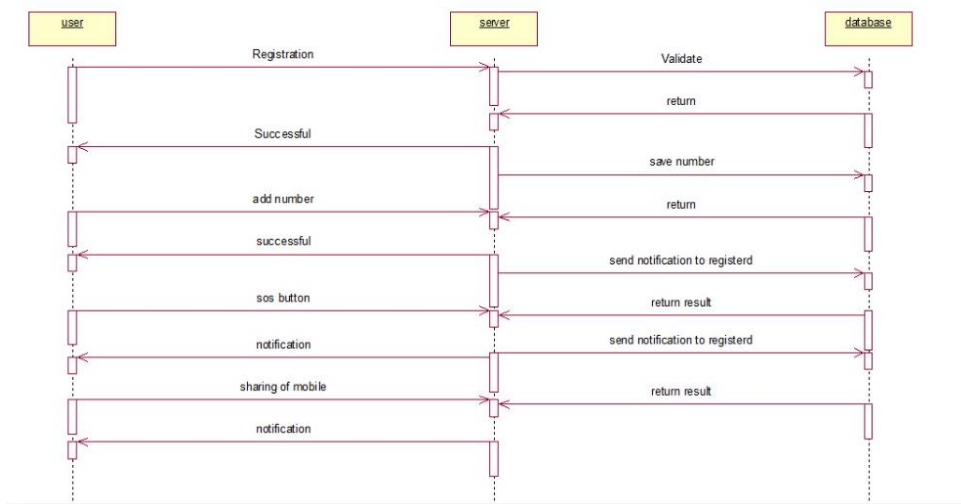 user
server
database
Registration
Validate
return
Successful
save number
add number
return
successful
send notification to registerd
sos button
return result
notification
send notification to registerd
sharing of mobile
return result
notification